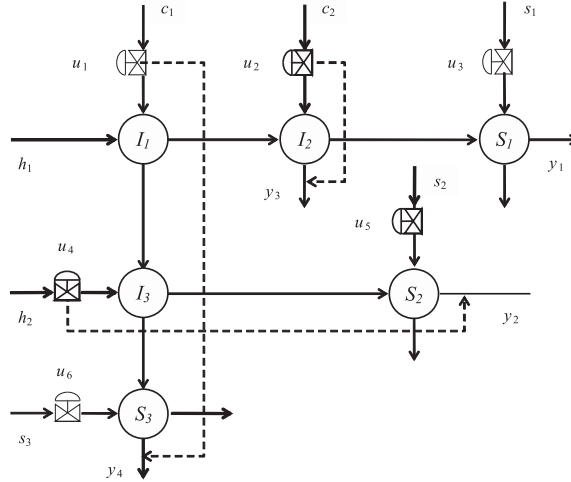 c₁ c₂ s₁
u₁ u₂ u₃
I₁ I₂ S₁
h₁ y₁
y₃ s₂
u₅
u₄
I₃ S₂
h₂ y₂
u₆
S₃
s₃
y₄